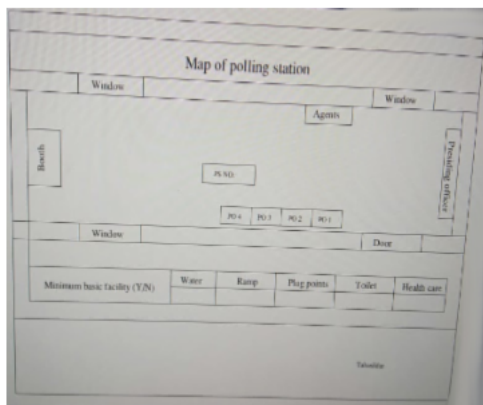 Map of polling station
Window
Window
Agents
Booth
Presiding officer
PS NO:
PO 4
PO 3
PO 2
PO 1
Window
Door
Minimum basic facility (Y/N)
Water
Ramp
Plug points
Toilet
Health care